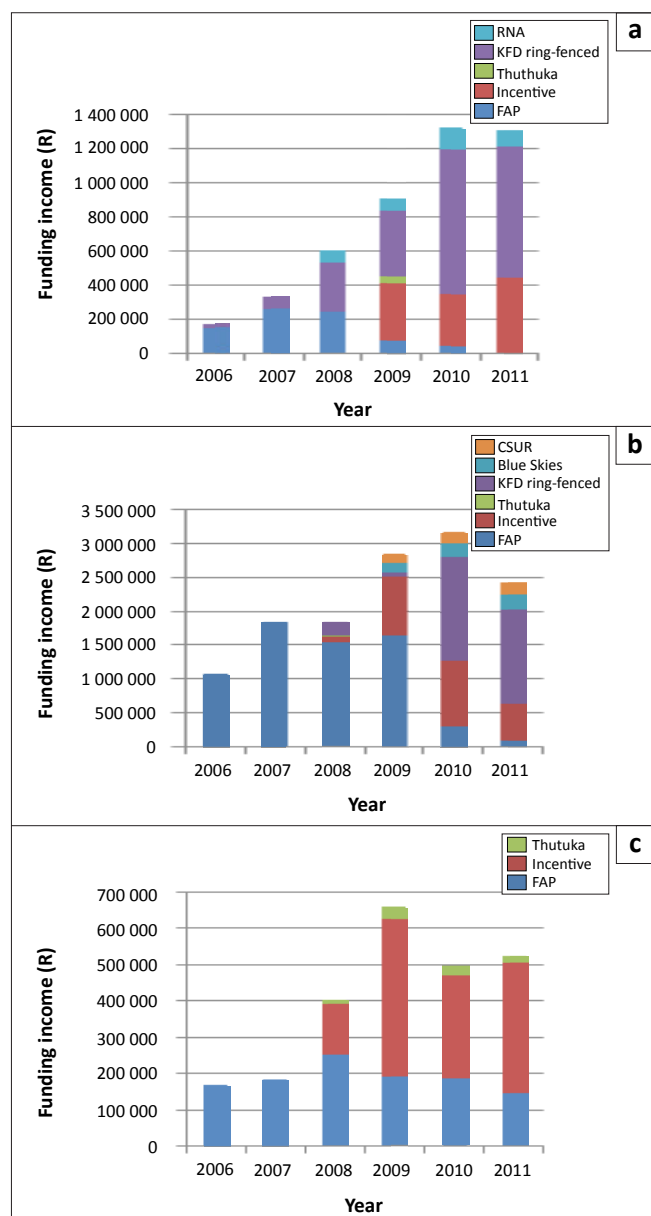 a
RNA
KFD ring-fenced
Thuthuka
Incentive
FAP
1 400 000
1 200 000
1 000 000
800 000
600 000
400 000
200 000
0
Funding income (R)
2006 2007 2008 2009 2010 2011
Year
b
CSUR
Blue Skies
KFD ring-fenced
Thutuka
Incentive
FAP
3 500 000
3 000 000
2 500 000
2 000 000
1 500 000
1 000 000
500 000
0
Funding income (R)
2006 2007 2008 2009 2010 2011
Year
c
Thutuka
Incentive
FAP
700 000
600 000
500 000
400 000
300 000
200 000
100 000
0
Funding income (R)
2006 2007 2008 2009 2010 2011
Year